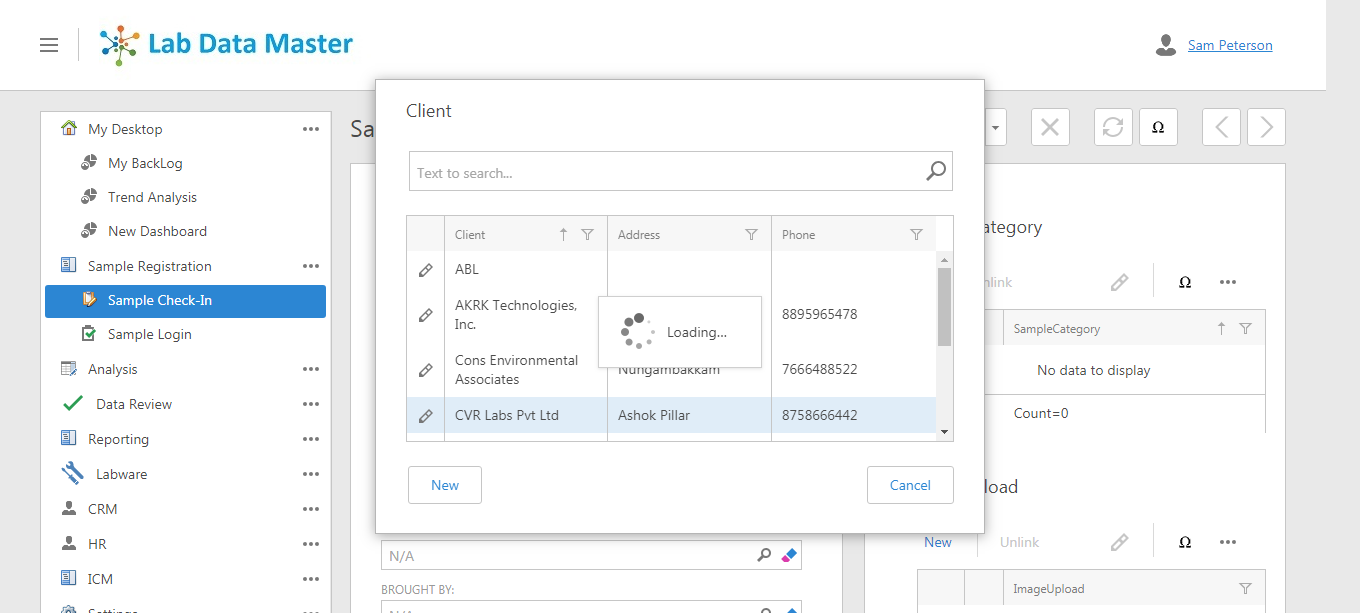 Lab Data Master
Sam Peterson
My Desktop
My BackLog
Trend Analysis
New Dashboard
Sample Registration
Sample Check-In
Sample Login
Analysis
Data Review
Reporting
Labware
CRM
HR
ICM
Settings
Sa
Client
Text to search...
Client
Address
Phone
ABL
AKRK Technologies,
Inc.
8895965478
Cons Environmental
Associates
Nungambakkam
7666488522
CVR Labs Pvt Ltd
Ashok Pillar
8758666442
Loading...
New
Cancel
N/A
BROUGHT BY:
N/A
Ω
ategory
nlink
Ω
SampleCategory
No data to display
Count=0
load
New
Unlink
Ω
ImageUpload